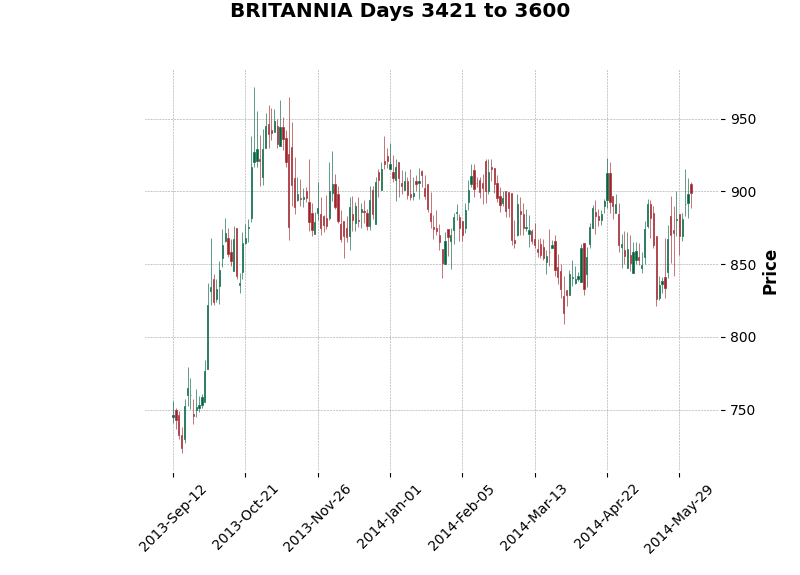 BRITANNIA Days 3421 to 3600
950
900
850
800
750
Price
2013-Sep-12
2013-Oct-21
2013-Nov-26
2014-Jan-01
2014-Feb-05
2014-Mar-13
2014-Apr-22
2014-May-29